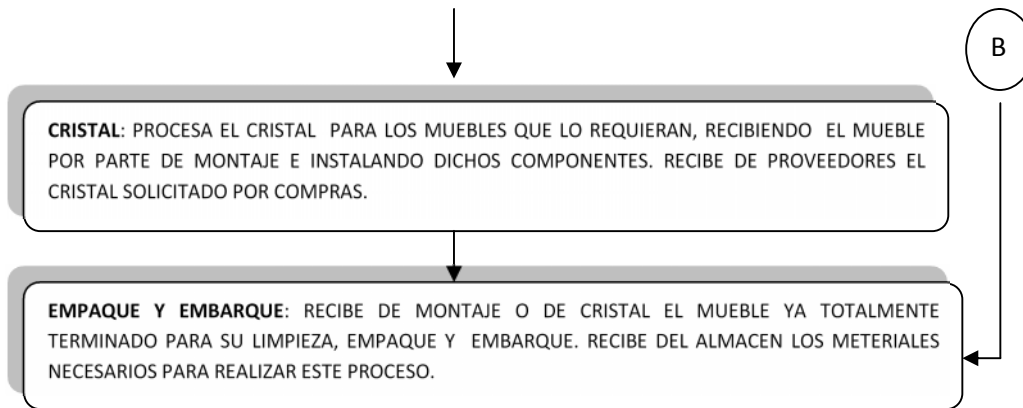 B
CRISTAL: PROCESA EL CRISTAL PARA LOS MUEBLES QUE LO REQUIERAN, RECIBIENDO EL MUEBLE
POR PARTE DE MONTAJE E INSTALANDO DICHOS COMPONENTES. RECIBE DE PROVEEDORES EL
CRISTAL SOLICITADO POR COMPRAS.
EMPAQUE Y EMBARQUE: RECIBE DE MONTAJE O DE CRISTAL EL MUEBLE YA TOTALMENTE
TERMINADO PARA SU LIMPIEZA, EMPAQUE Y EMBARQUE. RECIBE DEL ALMACEN LOS METERIALES
NECESARIOS PARA REALIZAR ESTE PROCESO.